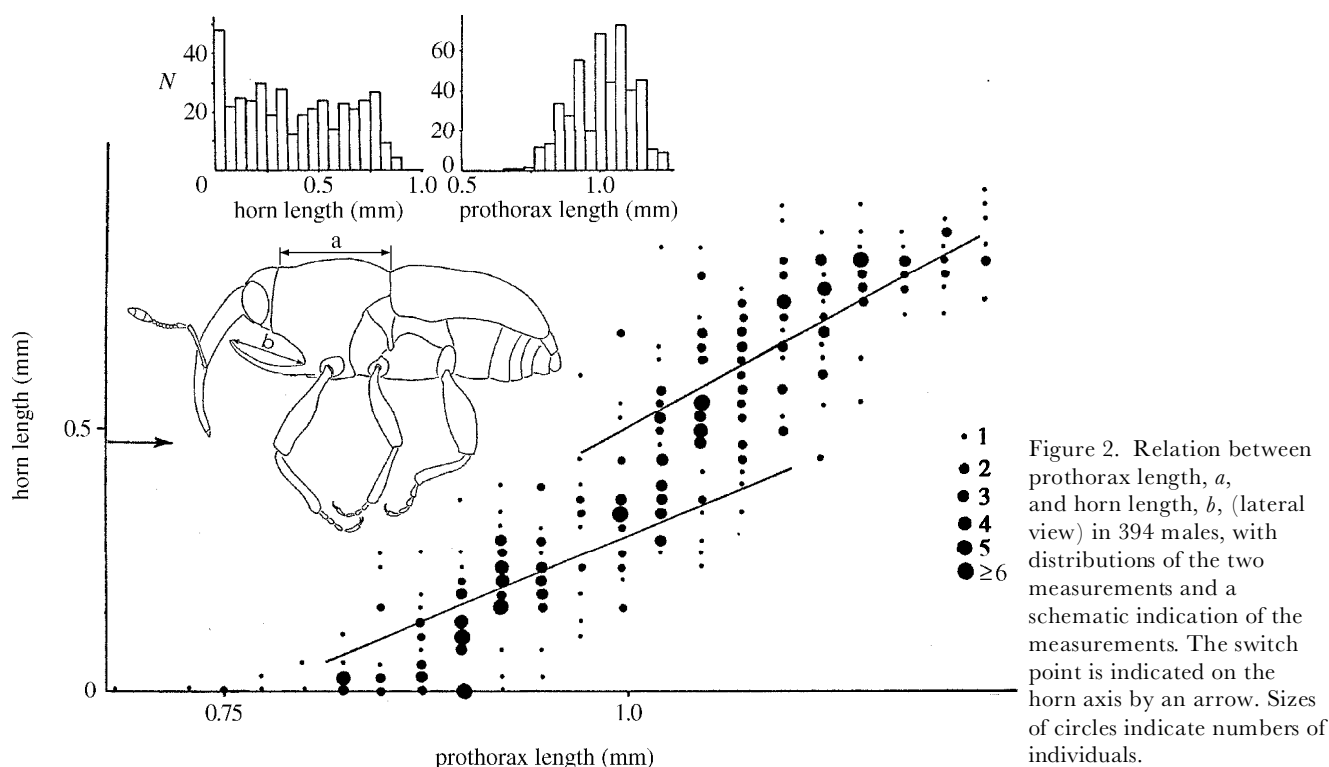 40
N
20
0
0.5
1.0
horn length (mm)
60
40
20
0
0.5
1.0
prothorax length (mm)
a
b
horn length (mm)
0.5
0
0.75
1.0
prothorax length (mm)
1
2
3
4
5
≥6
Figure 2. Relation between
prothorax length, a,
and horn length, b, (lateral
view) in 394 males, with
distributions of the two
measurements and a
schematic indication of the
measurements. The switch
point is indicated on the
horn axis by an arrow. Sizes
of circles indicate numbers of
individuals.